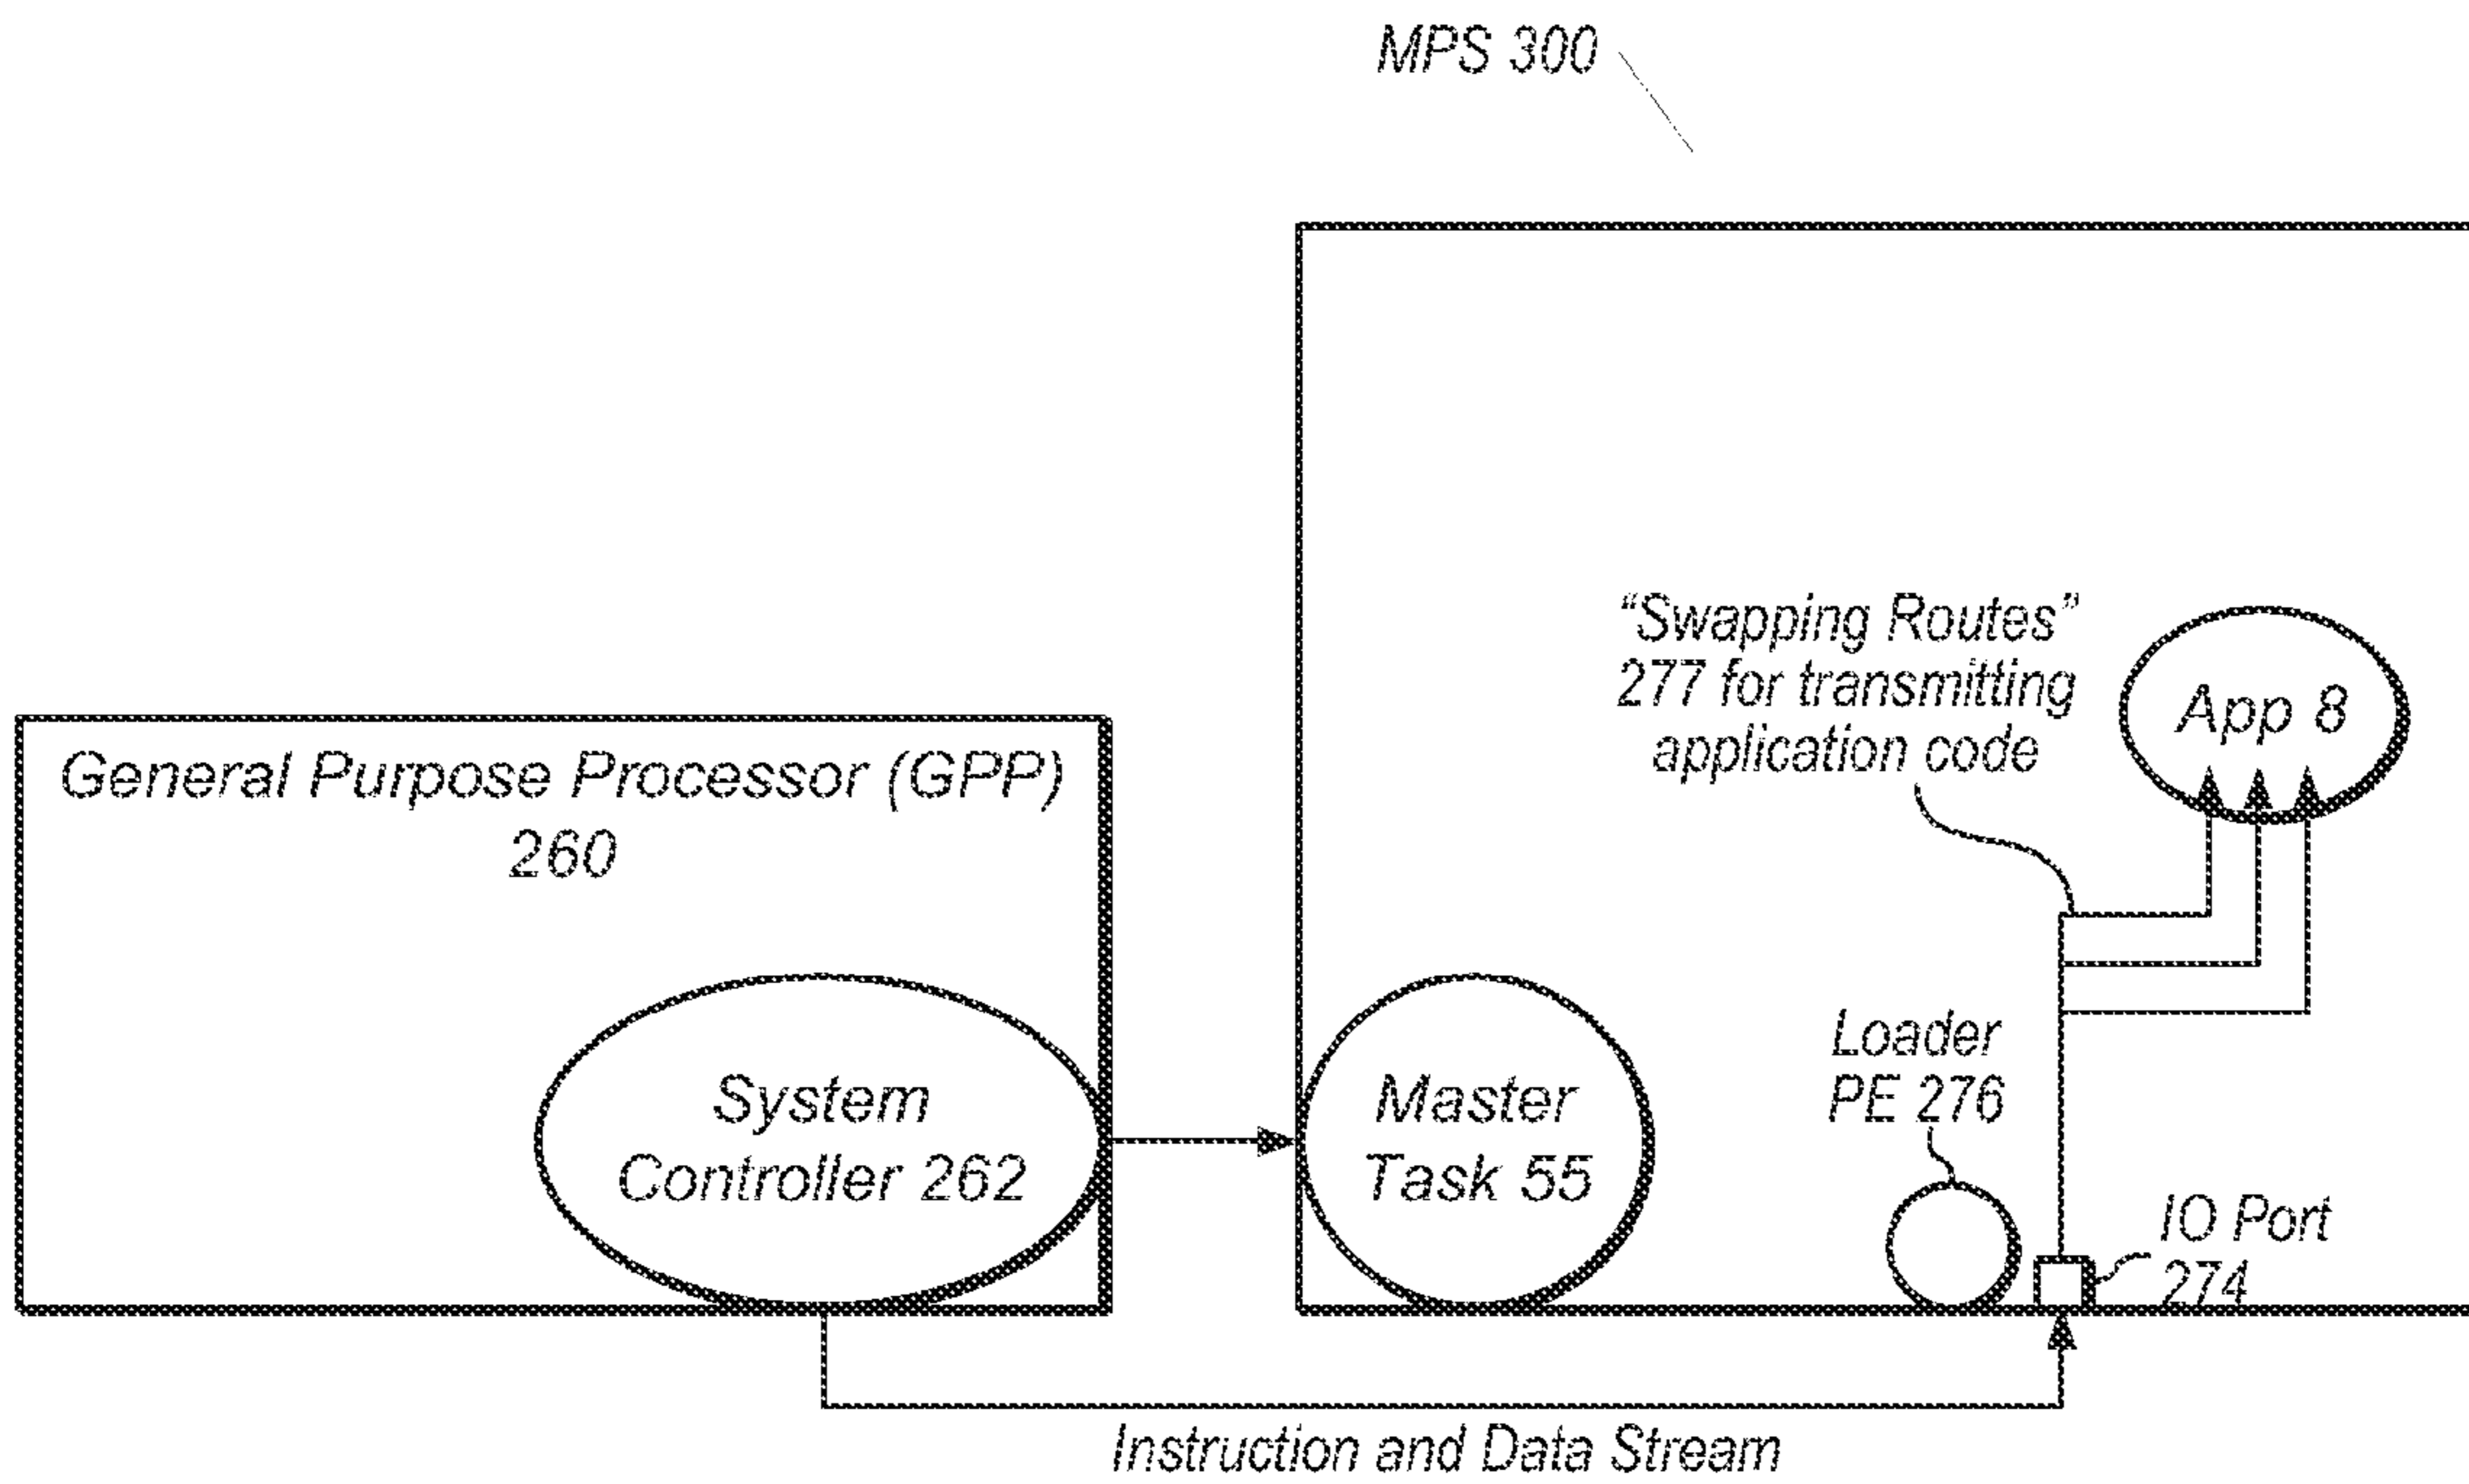 MPS 300
"Swapping Routes"
277 for transmitting
application code
App 8
General Purpose Processor (GPP)
260
System
Controller 262
Master
Task 55
Loader
PE 276
IO Port
274
Instruction and Data Stream